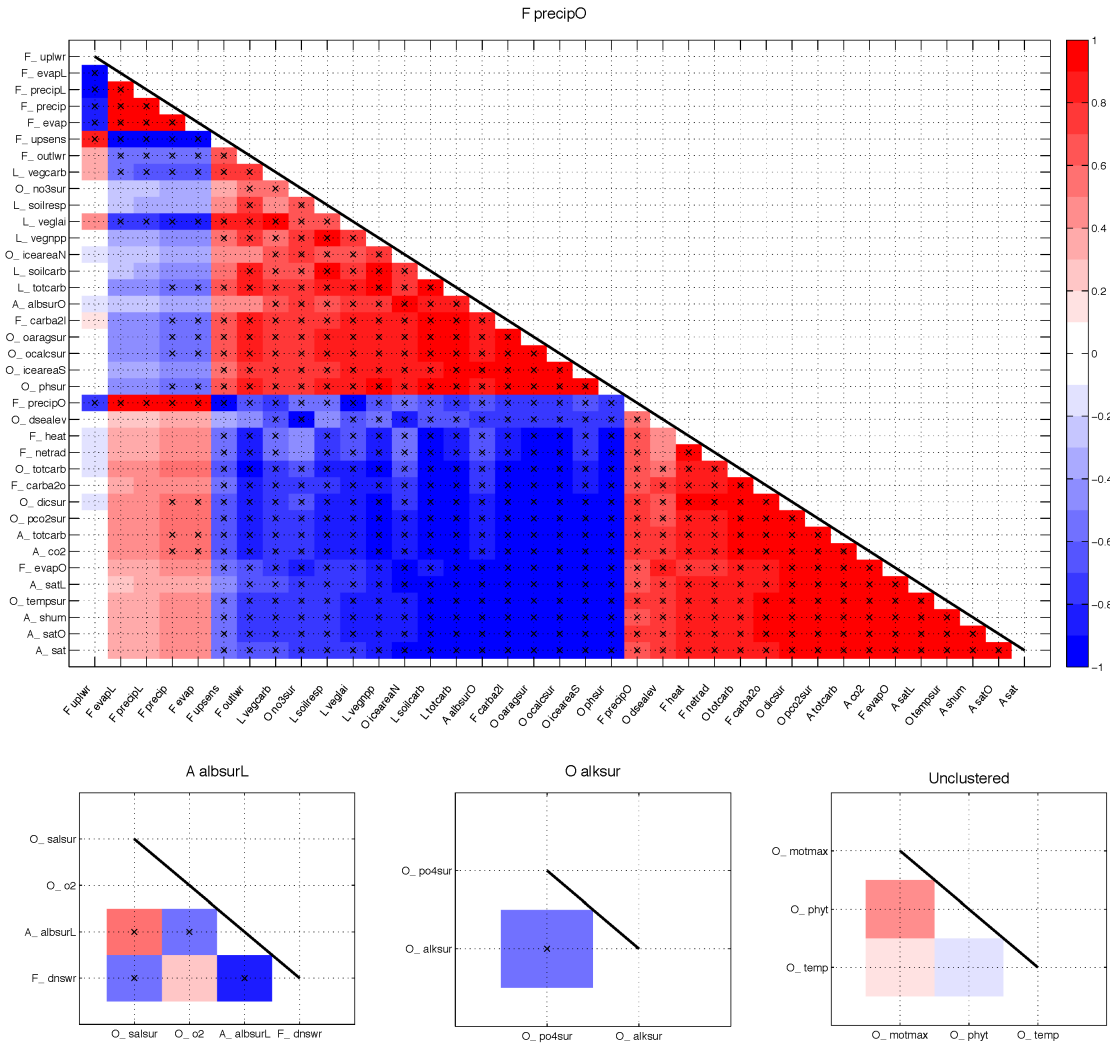 F precipO
F_ uplwr
F_ evapL
F_ precipL
F_ precip
F_ evap
F_ upsens
F_ outlwr
L_ vegcarb
O_ no3sur
L_ soilresp
L_ veglai
L_ vegnpp
O_ iceareaN
L_ soilcarb
L_ totcarb
A_ albsurO
F_ carba2l
O_ oaragsur
O_ ocalcsur
O_ iceareaS
O_ phsur
F_ precipO
O_ dsealev
F_ heat
F_ netrad
O_ totcarb
F_ carba2o
O_ dicsur
O_ pco2sur
A_ totcarb
A_ co2
F_ evapO
A_ satL
O_ tempsur
A_ shum
A_ satO
A_ sat
F uplwr
F evapL
F precipL
F precip
F evap
F upsens
F outlwr
L vegcarb
O no3sur
L soilresp
L veglai
L vegnpp
O iceareaN
L soilcarb
L totcarb
A albsurO
F carba2l
O oaragsur
O ocalcsur
O iceareaS
O phsur
F precipO
O dsealev
F heat
F netrad
O totcarb
F carba2o
O dicsur
O pco2sur
A totcarb
A co2
F evapO
A satL
O tempsur
A shum
A satO
A sat
1
0.8
0.6
0.4
0.2
0
−0.2
−0.4
−0.6
−0.8
−1
A albsurL
O_ salsur
O_ o2
A_ albsurL
F_ dnswr
O_ salsur O_ o2 A_ albsurL F_ dnswr
O alksur
O_ po4sur
O_ alksur
O_ po4sur O_ alksur
Unclustered
O_ motmax
O_ phyt
O_ temp
O_ motmax O_ phyt O_ temp